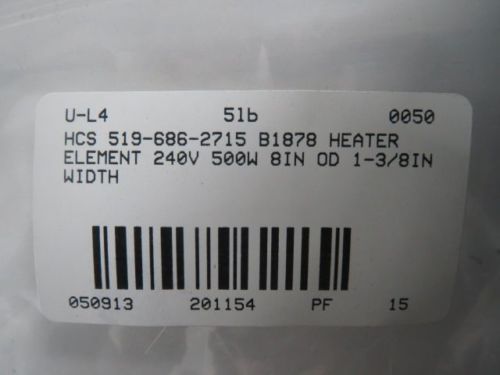 U-L4 5lb 0050
HCS 519-686-2715 B1878 HEATER
ELEMENT 240V 500W 8IN OD 1-3/8IN
WIDTH
050913 201154 PF 15